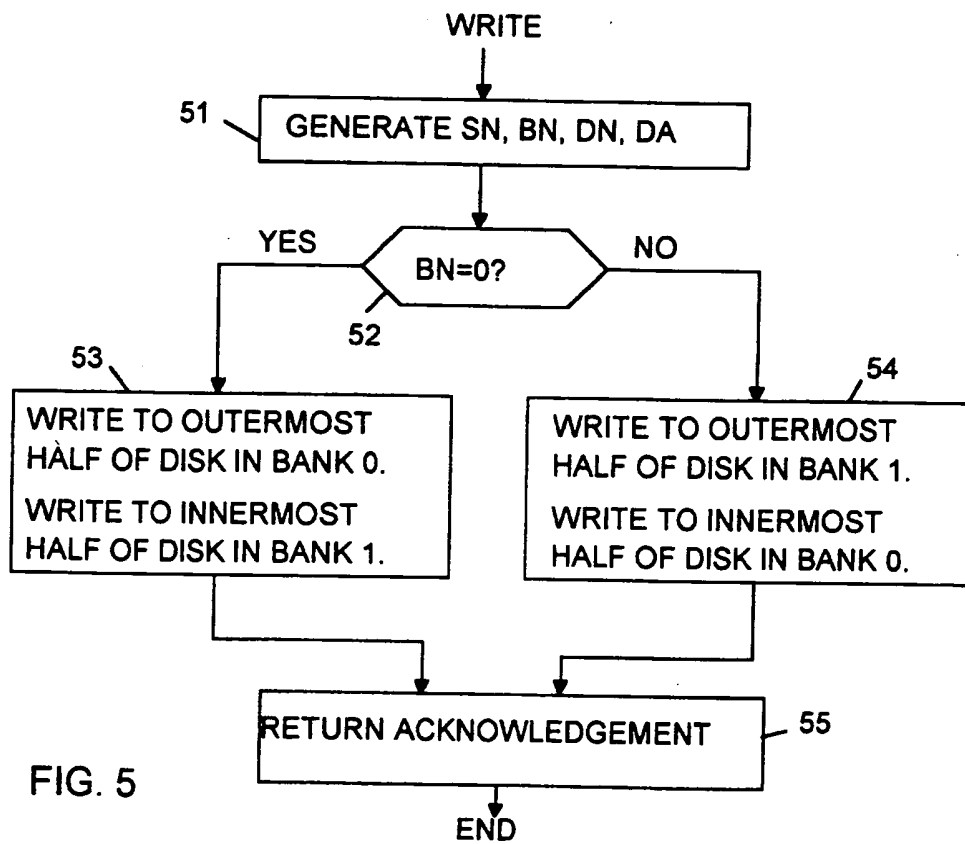 WRITE
51
GENERATE SN, BN, DN, DA
YES
NO
BN=0?
52
53
54
WRITE TO OUTERMOST
HALF OF DISK IN BANK 0.
WRITE TO INNERMOST
HALF OF DISK IN BANK 1.
WRITE TO OUTERMOST
HALF OF DISK IN BANK 1.
WRITE TO INNERMOST
HALF OF DISK IN BANK 0.
RETURN ACKNOWLEDGEMENT
55
FIG. 5
END